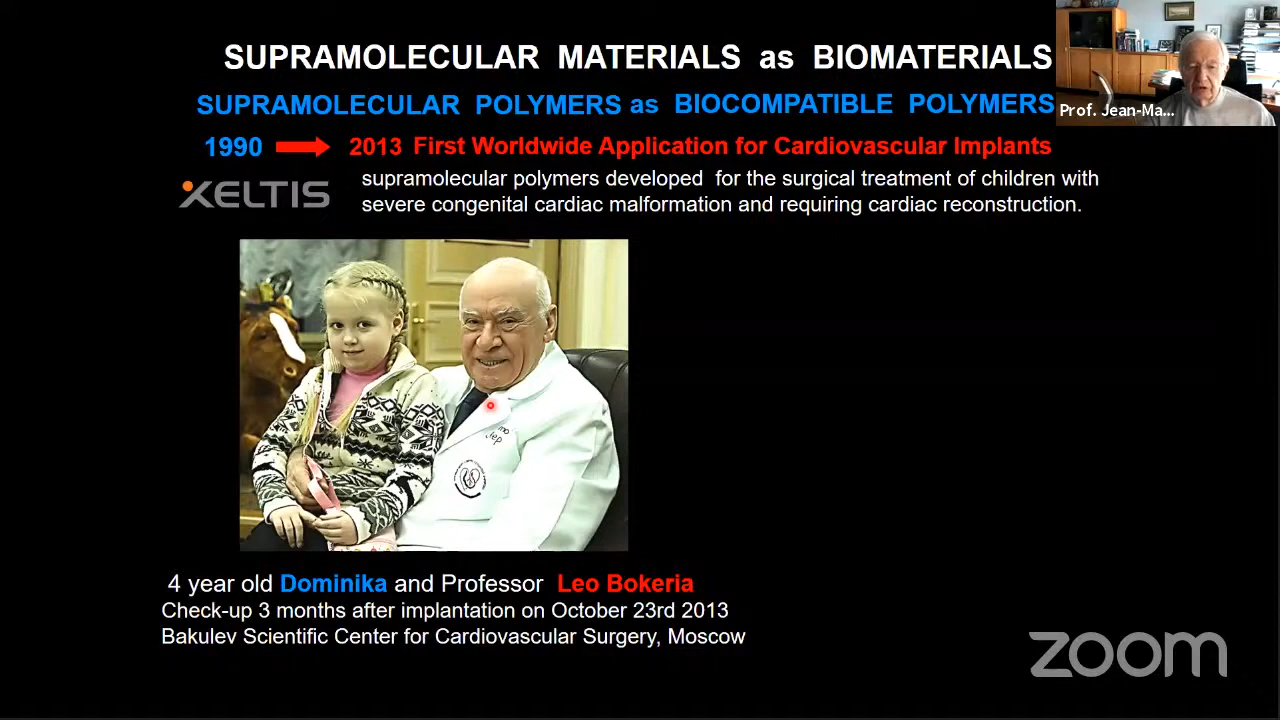 SUPRAMOLECULAR MATERIALS as BIOMATERIALS
SUPRAMOLECULAR POLYMERS as BIOCOMPATIBLE POLYMERS
Prof. Jean-Ma...
1990 2013 First Worldwide Application for Cardiovascular Implants
XELTIS
supramolecular polymers developed for the surgical treatment of children with
severe congenital cardiac malformation and requiring cardiac reconstruction.
4 year old Dominika and Professor Leo Bokeria
Check-up 3 months after implantation on October 23rd 2013
Bakulev Scientific Center for Cardiovascular Surgery, Moscow
zoom